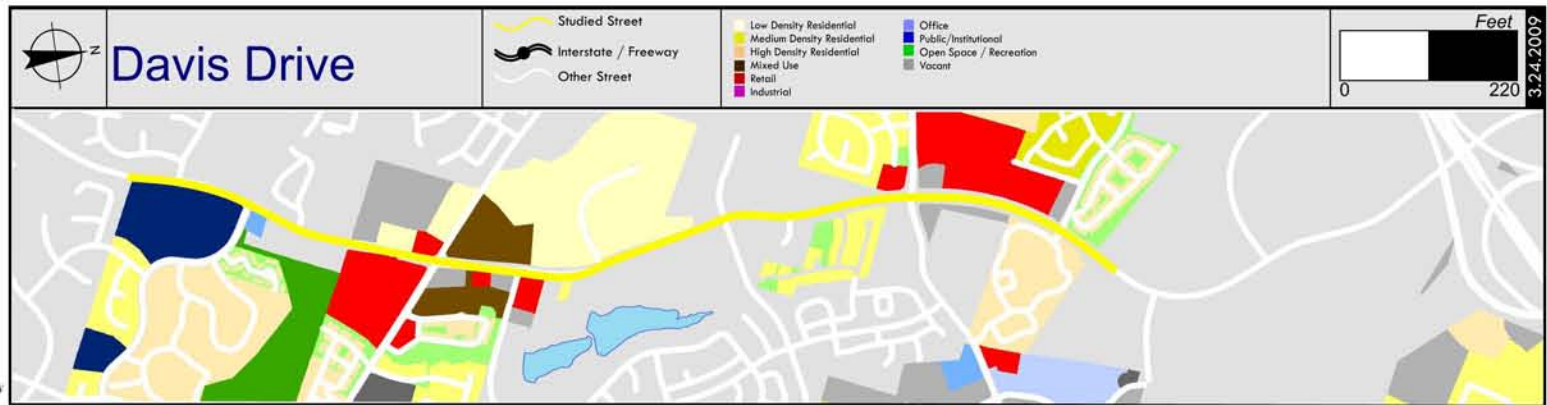 N
Davis Drive
Studied Street
Interstate / Freeway
Other Street
Low Density Residential
Medium Density Residential
High Density Residential
Mixed Use
Retail
Industrial
Office
Public/Institutional
Open Space / Recreation
Vacant
Feet
0 220
3.24.2009